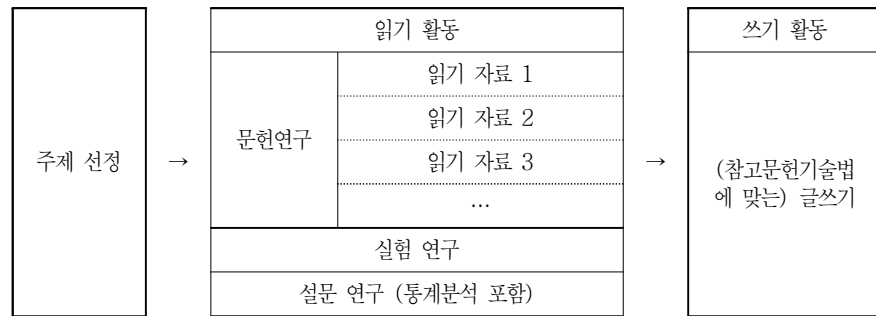 읽기 활동
쓰기 활동
주제 선정
→
문헌연구
읽기 자료 1
읽기 자료 2
읽기 자료 3
…
실험 연구
설문 연구 (통계분석 포함)
→
(참고문헌기술법
에 맞는) 글쓰기